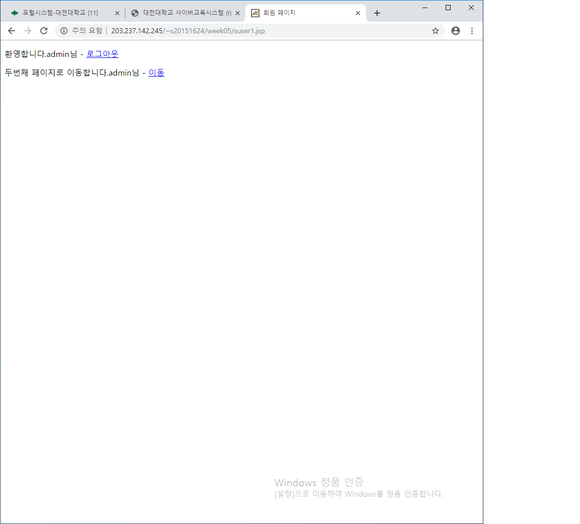 포털시스템-대전대학교 [11]
대전대학교 사이버교육시스템 (r
회원 페이지
주의 요함 | 203.237.142.245/~s20151624/week05/suser1.jsp
환영합니다.admin님 - 로그아웃
두번째 페이지로 이동합니다.admin님 - 이동
Windows 정품 인증
[설정]으로 이동하여 Windows를 정품 인증합니다.